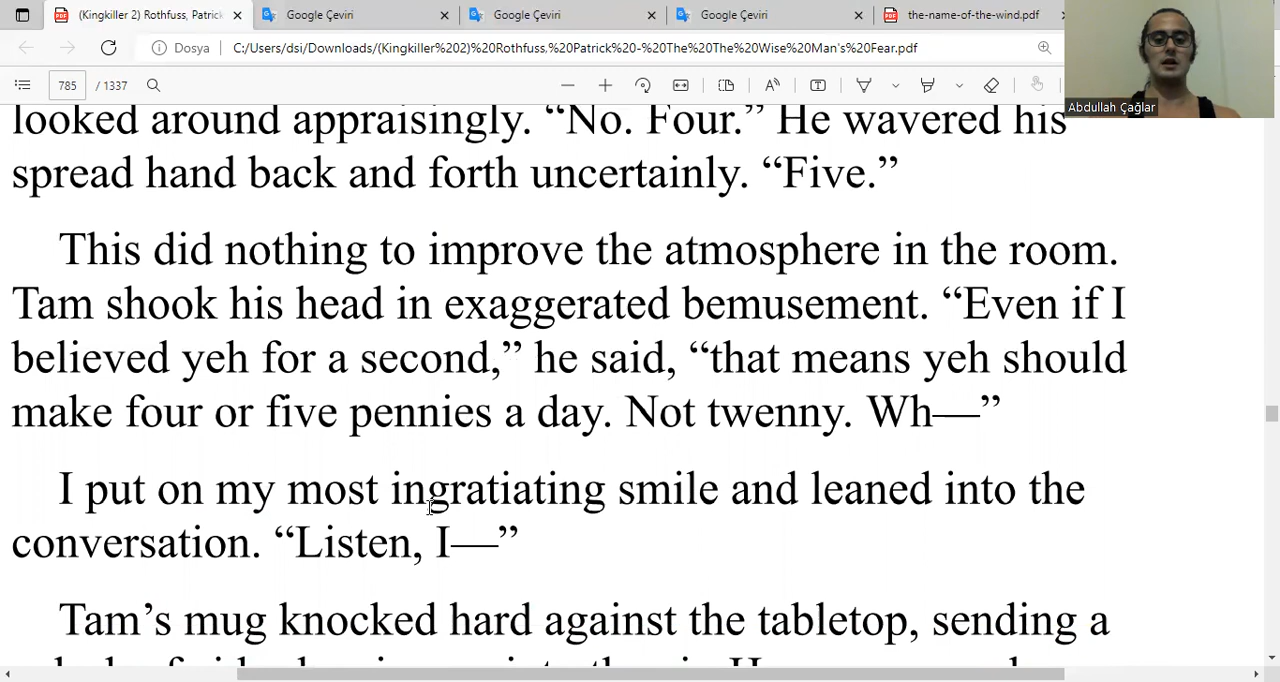 (Kingkiller 2) Rothfuss, Patrick
Google Çeviri
Google Çeviri
Google Çeviri
the-name-of-the-wind.pdf
Dosya
C:/Users/dsi/Downloads/(Kingkiller%202)%20Rothfuss,%20Patrick%20-%20The%20The%20Wise%20Man's%20Fear.pdf
785 / 1337
Abdullah Çağlar
looked around appraisingly. “No. Four.” He wavered his
spread hand back and forth uncertainly. “Five.”
This did nothing to improve the atmosphere in the room.
Tam shook his head in exaggerated bemusement. “Even if I
believed yeh for a second,” he said, “that means yeh should
make four or five pennies a day. Not twenny. Wh—”
I put on my most ingratiating smile and leaned into the
conversation. “Listen, I—”
Tam’s mug knocked hard against the tabletop, sending a